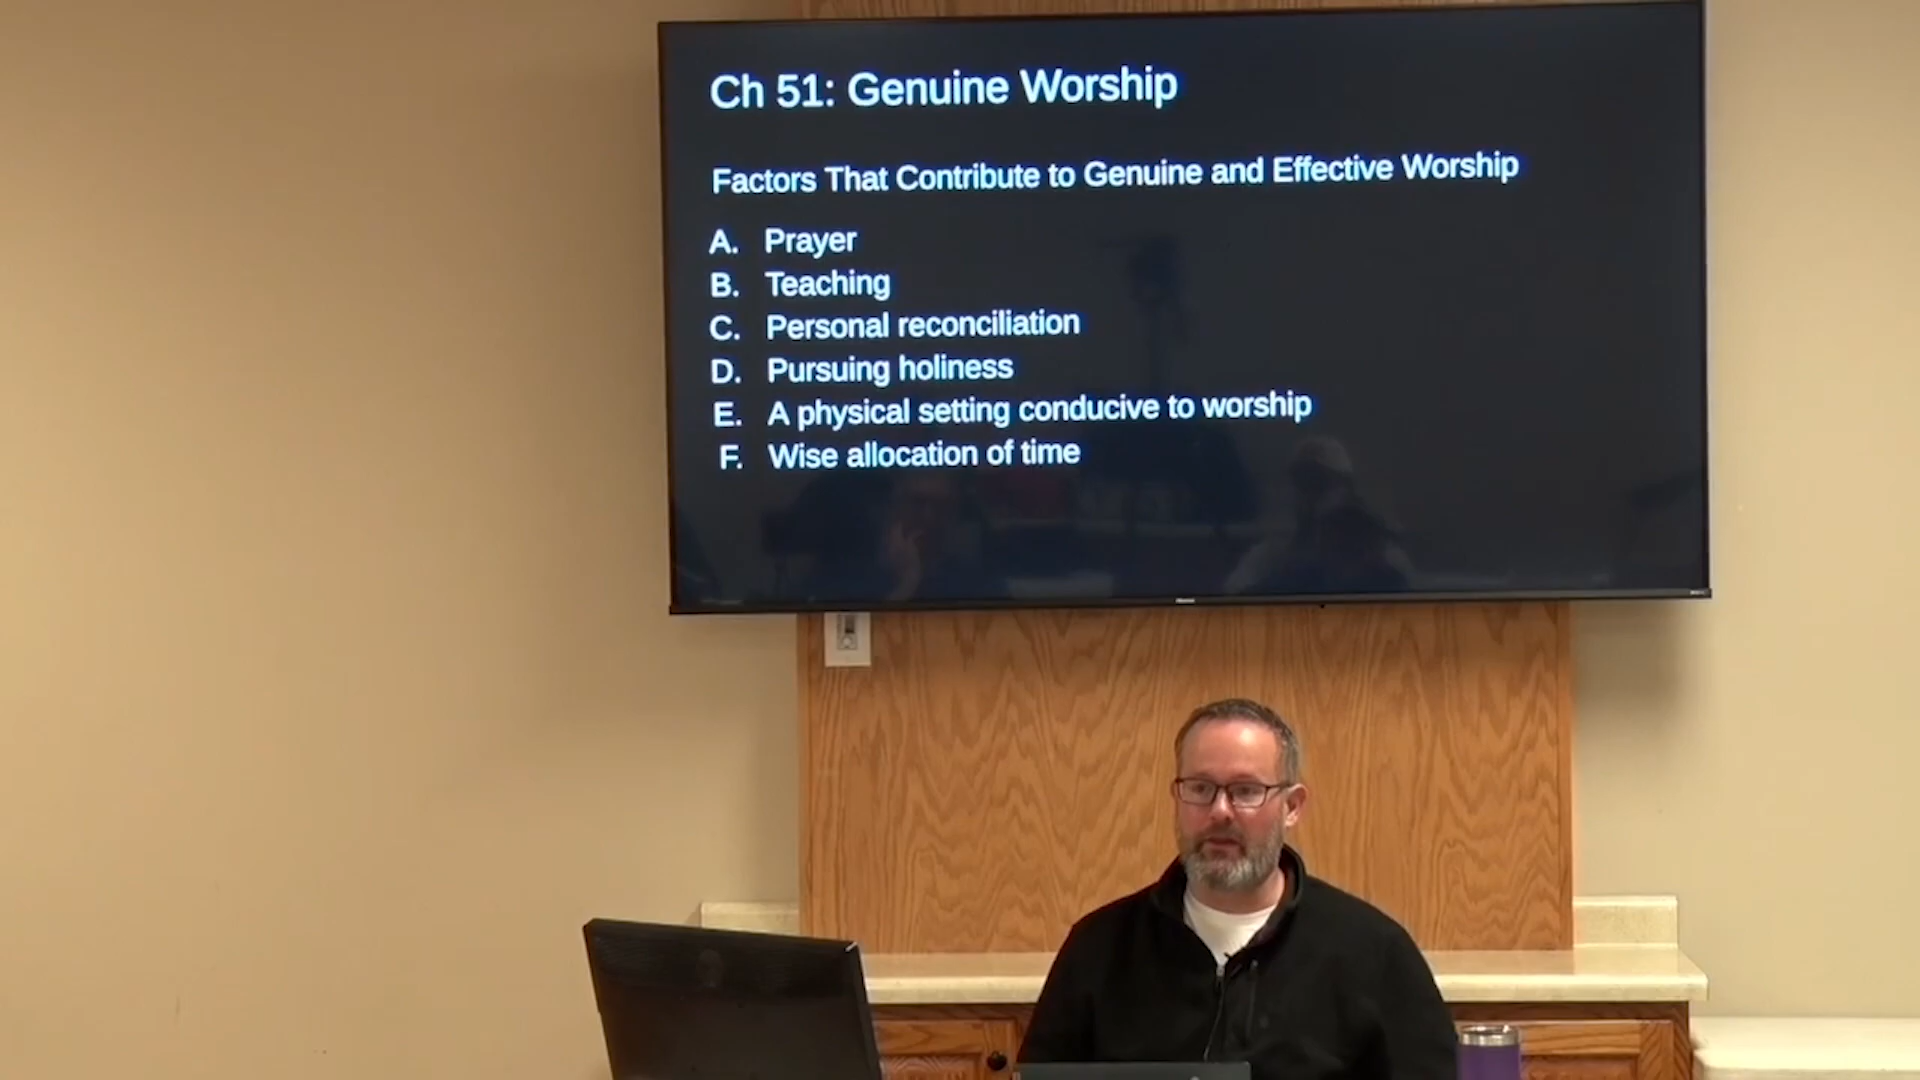 Ch 51: Genuine Worship
Factors That Contribute to Genuine and Effective Worship
A. Prayer
B. Teaching
C. Personal reconciliation
D. Pursuing holiness
E. A physical setting conducive to worship
F. Wise allocation of time